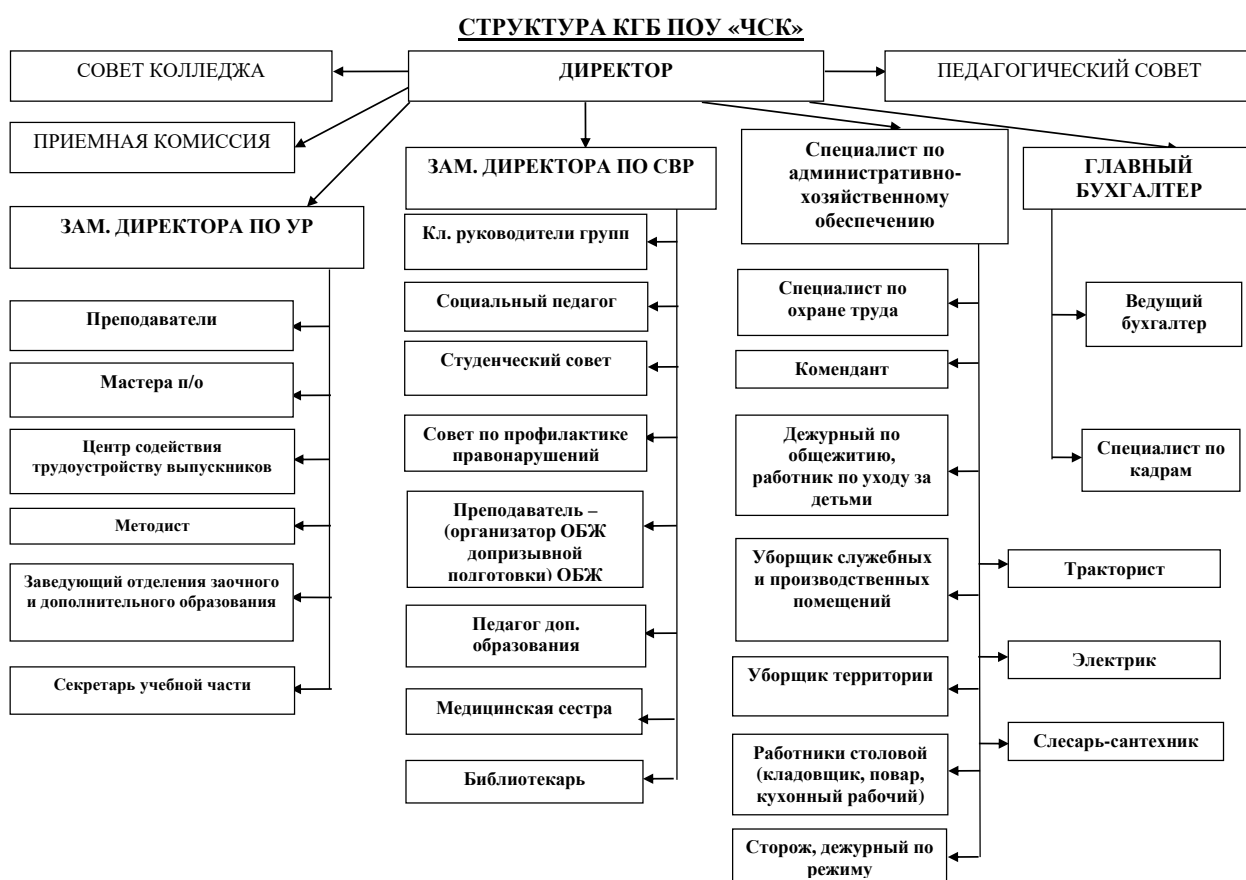 СТРУКТУРА КГБ ПОУ «ЧСК»
СОВЕТ КОЛЛЕДЖА
ДИРЕКТОР
ПЕДАГОГИЧЕСКИЙ СОВЕТ
ПРИЕМНАЯ КОМИССИЯ
ЗАМ. ДИРЕКТОРА ПО УР
Преподаватели
Мастера п/о
Центр содействия
трудоустройству выпускников
Методист
Заведующий отделения заочного
и дополнительного образования
Секретарь учебной части
ЗАМ. ДИРЕКТОРА ПО СВР
Кл. руководители групп
Социальный педагог
Студенческий совет
Совет по профилактике
правонарушений
Преподаватель –
(организатор ОБЖ
допризывной
подготовки) ОБЖ
Педагог доп.
образования
Медицинская сестра
Библиотекарь
Специалист по
административно-
хозяйственному
обеспечению
Специалист по
охране труда
Комендант
Дежурный по
общежитию,
работник по уходу за
детьми
Уборщик служебных
и производственных
помещений
Уборщик территории
Работники столовой
(кладовщик, повар,
кухонный рабочий)
Сторож, дежурный по
режиму
Тракторист
Электрик
Слесарь-сантехник
ГЛАВНЫЙ
БУХГАЛТЕР
Ведущий
бухгалтер
Специалист по
кадрам